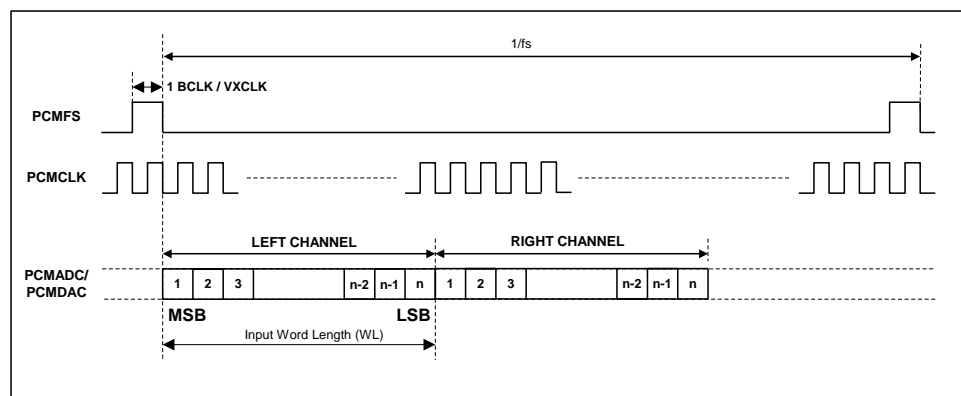 1/fs
1 BCLK / VXCLK
PCMFS
PCMCLK
LEFT CHANNEL
RIGHT CHANNEL
PCMADC/
PCMDAC
1 2 3 n-2 n-1 n 1 2 3 n-2 n-1 n
MSB LSB
Input Word Length (WL)